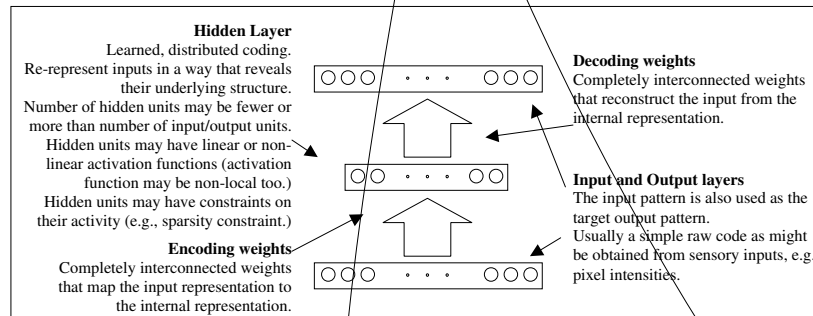 Hidden Layer
Learned, distributed coding.
Re-represent inputs in a way that reveals
their underlying structure.
Number of hidden units may be fewer or
more than number of input/output units.
Hidden units may have linear or non-
linear activation functions (activation
function may be non-local too.)
Hidden units may have constraints on
their activity (e.g., sparsity constraint.)
Encoding weights
Completely interconnected weights
that map the input representation to
the internal representation.
Decoding weights
Completely interconnected weights
that reconstruct the input from the
internal representation.
Input and Output layers
The input pattern is also used as the
target output pattern.
Usually a simple raw code as might
be obtained from sensory inputs, e.g.
pixel intensities.